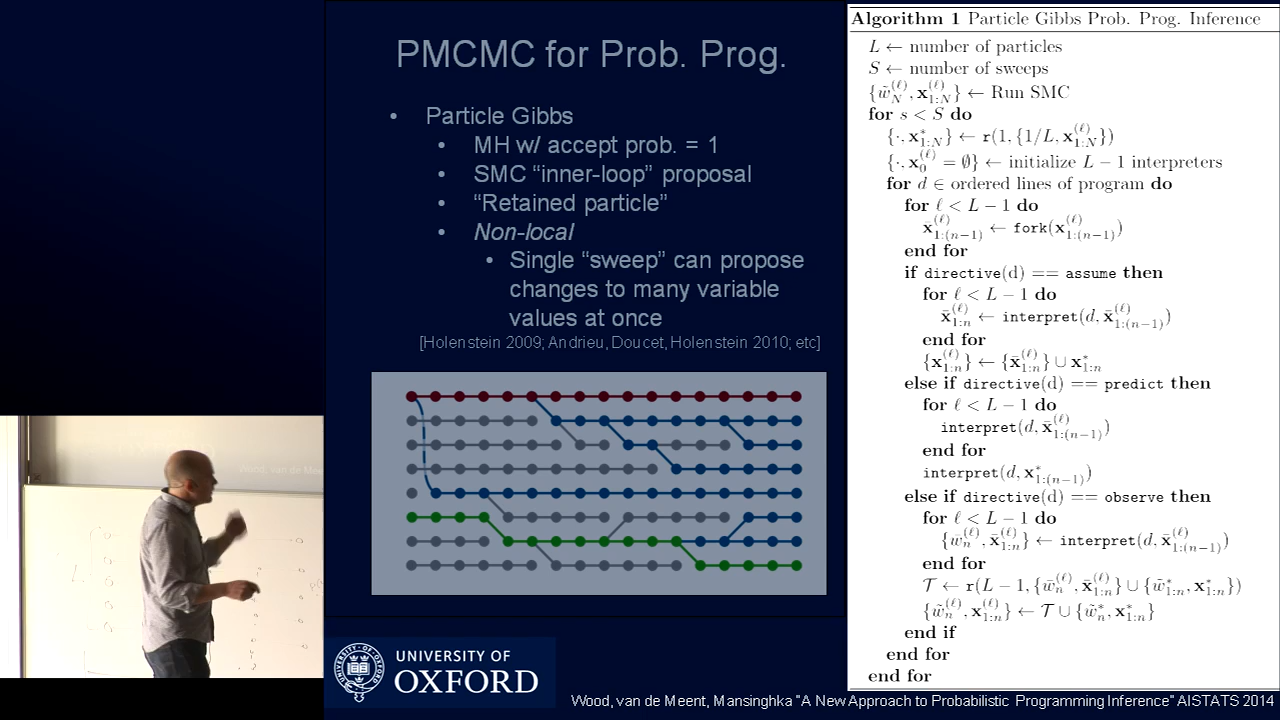 PMCMC for Prob. Prog.
• Particle Gibbs
• MH w/ accept prob. = 1
• SMC “inner-loop” proposal
• “Retained particle”
• Non-local
• Single “sweep” can propose
changes to many variable
values at once
[Holenstein 2009; Andrieu, Doucet, Holenstein 2010; etc]
UNIVERSITY OF
OXFORD
Algorithm 1 Particle Gibbs Prob. Prog. Inference
L ← number of particles
S ← number of sweeps
{w̃_N^(ℓ), x_{1:N}^(ℓ)} ← Run SMC
for s < S do
{·, x*_{1:N}} ← r(1, {1/L, x_{1:N}^(ℓ)})
{·, x_0^(ℓ) = ∅} ← initialize L − 1 interpreters
for d ∈ ordered lines of program do
for ℓ < L − 1 do
x̄_{1:(n−1)}^(ℓ) ← fork(x_{1:(n−1)}^(ℓ))
end for
if directive(d) == assume then
for ℓ < L − 1 do
x̄_{1:n}^(ℓ) ← interpret(d, x̄_{1:(n−1)}^(ℓ))
end for
{x_{1:n}^(ℓ)} ← {x̄_{1:n}^(ℓ)} ∪ x*_{1:n}
else if directive(d) == predict then
for ℓ < L − 1 do
interpret(d, x̄_{1:(n−1)}^(ℓ))
end for
interpret(d, x*_{1:(n−1)})
else if directive(d) == observe then
for ℓ < L − 1 do
{w̄_n^(ℓ), x̄_{1:n}^(ℓ)} ← interpret(d, x̄_{1:(n−1)}^(ℓ))
end for
𝒯 ← r(L − 1, {w̄_n^(ℓ), x̄_{1:n}^(ℓ)} ∪ {w̃*_{1:n}, x*_{1:n}})
{w̃_n^(ℓ), x_{1:n}^(ℓ)} ← 𝒯 ∪ {w̃*_n, x*_{1:n}}
end if
end for
end for
Wood, van de Meent, Mansinghka "A New Approach to Probabilistic Programming Inference" AISTATS 2014